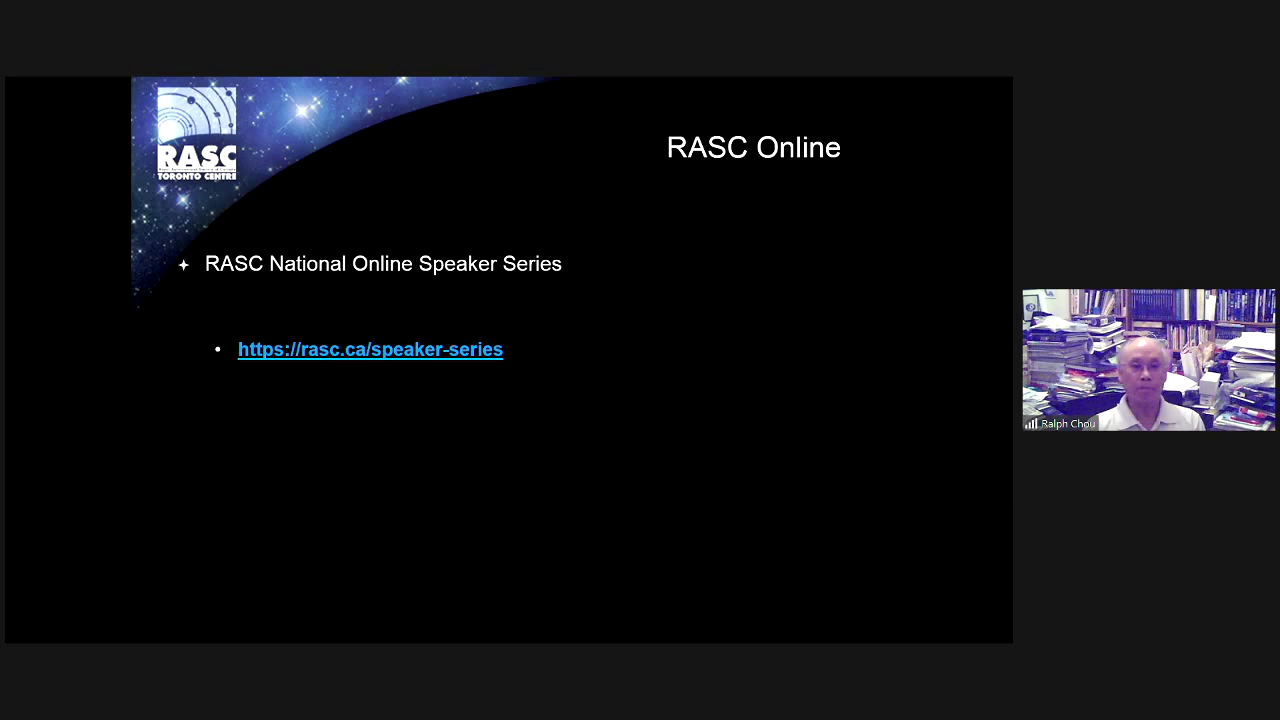 RASC
TORONTO CENTRE
RASC Online
RASC National Online Speaker Series
https://rasc.ca/speaker-series
Ralph Chou